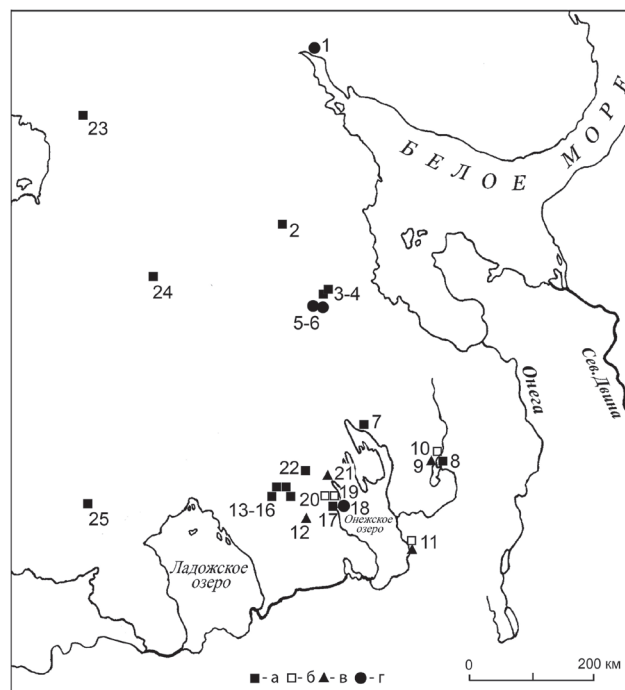 1
БЕЛОЕ МОРЕ
23
2
24
3-4
5-6
Онега
Сев. Двина
7
10
9
8
22
21
20
19
13-16
17
18
12
11
25
Онежское
озеро
Ладожское
озеро
■ - а □ - б ▲ - в ● - г
0 200 км